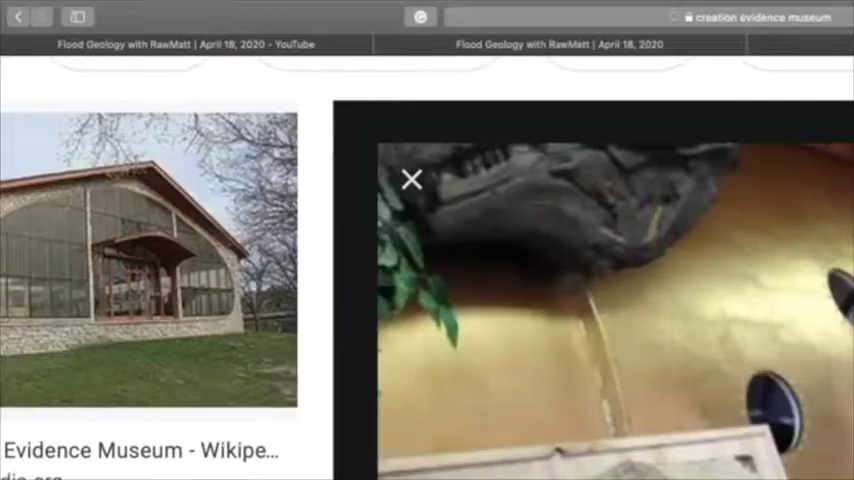 creation evidence museum
Flood Geology with RawMatt | April 18, 2020 - YouTube
Flood Geology with RawMatt | April 18, 2020
Evidence Museum - Wikipe...